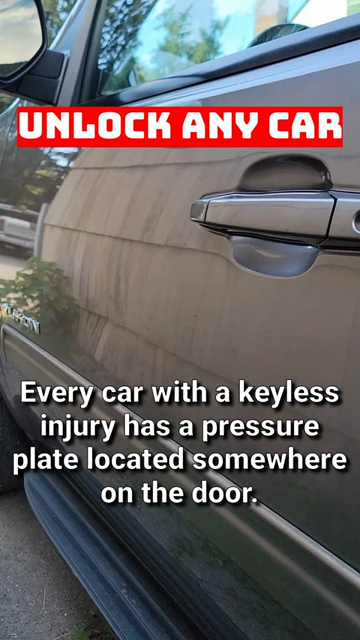 UNLOCK ANY CAR
Every car with a keyless
injury has a pressure
plate located somewhere
on the door.